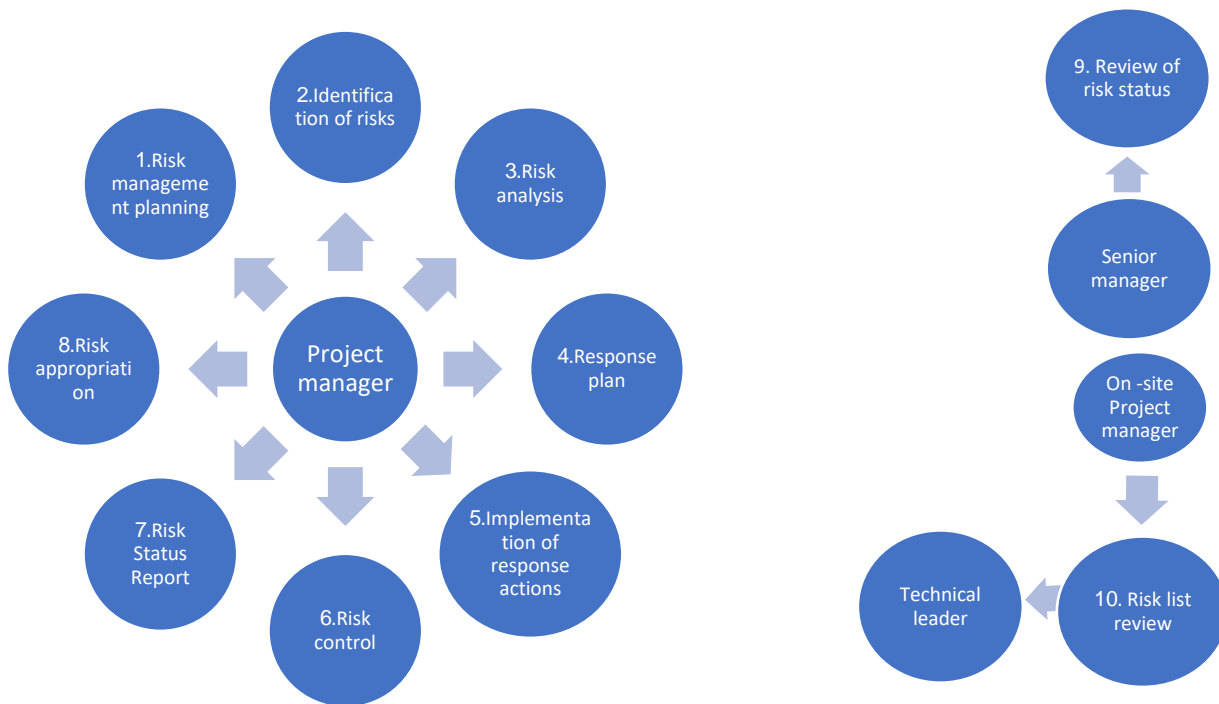 2.Identifica
tion of risks
1.Risk
manageme
nt planning
3.Risk
analysis
8.Risk
appropriati
on
Project
manager
4.Response
plan
7.Risk
Status
Report
6.Risk
control
5.Implementa
tion of
response
actions
9. Review of
risk status
Senior
manager
On -site
Project
manager
Technical
leader
10. Risk list
review